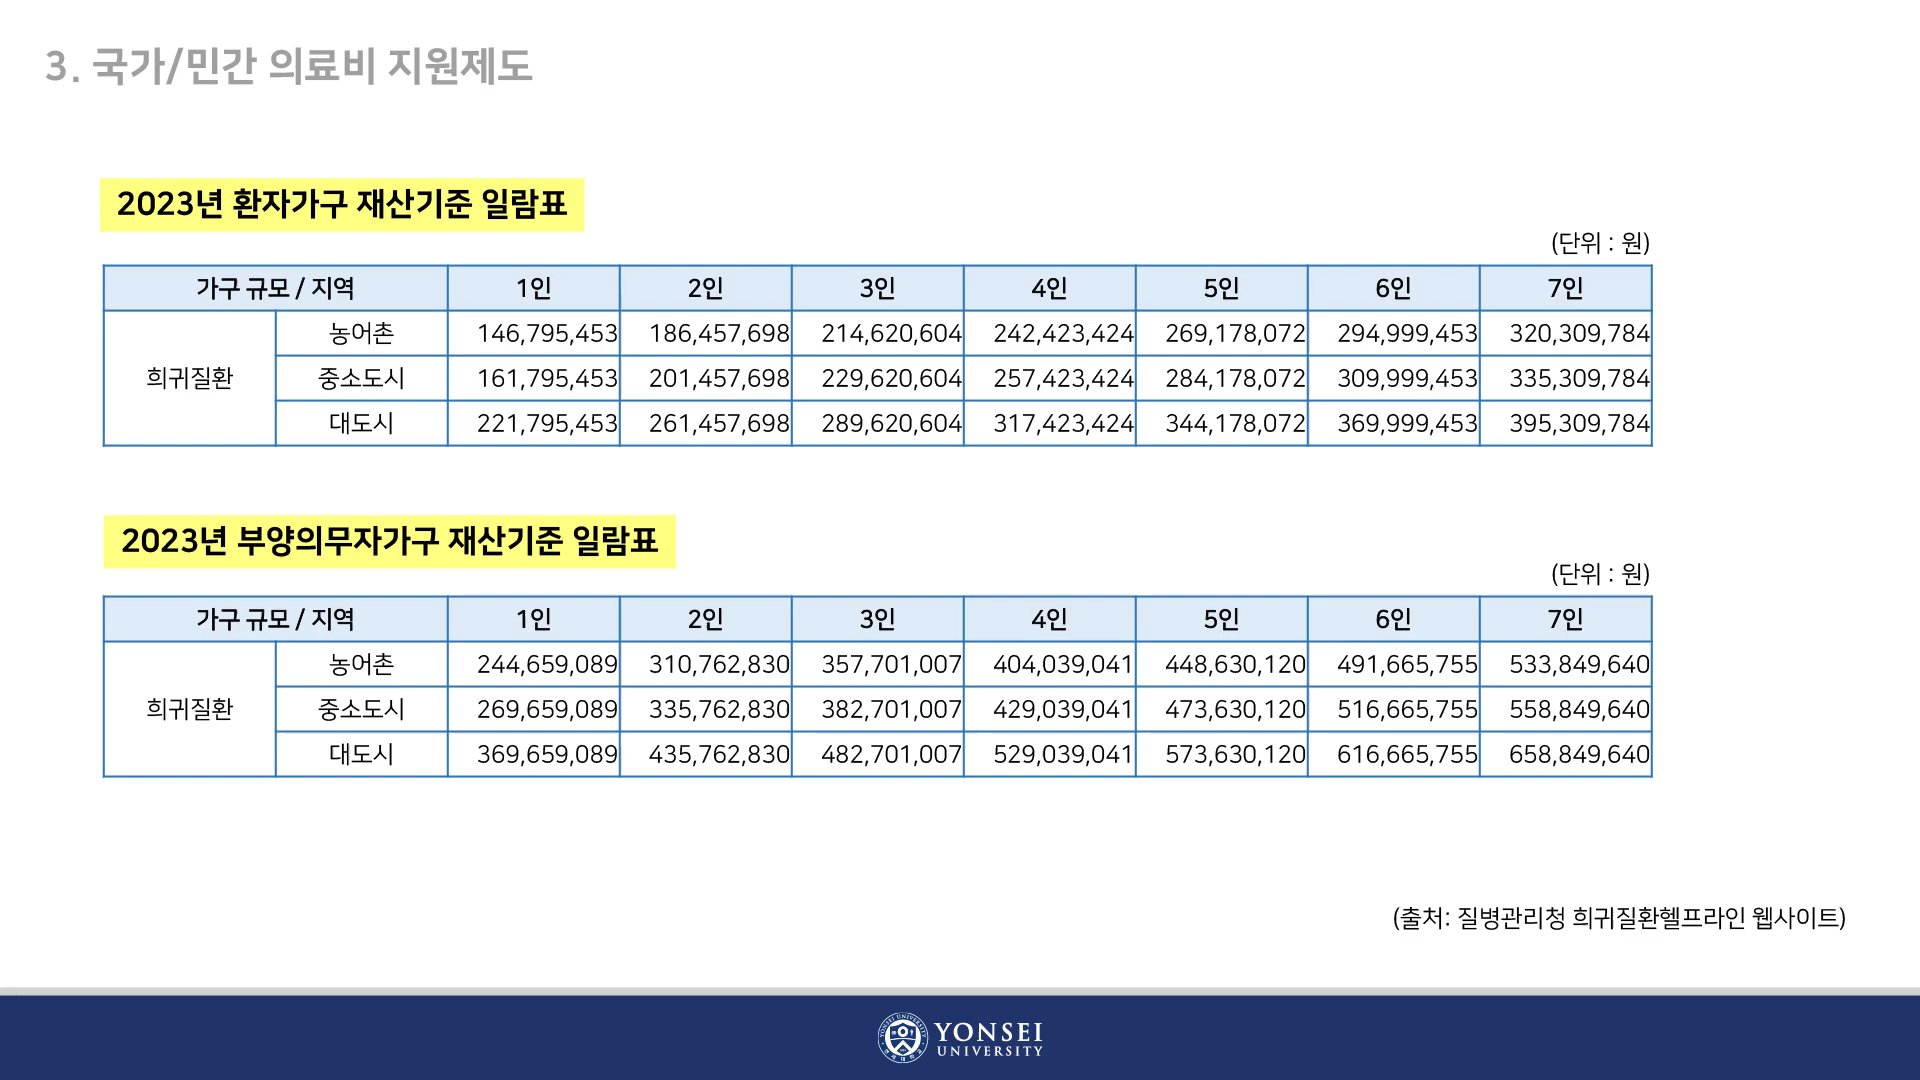 3. 국가/민간 의료비 지원제도
2023년 환자가구 재산기준 일람표
(단위 : 원)
가구 규모 / 지역 1인 2인 3인 4인 5인 6인 7인
희귀질환
농어촌 146,795,453 186,457,698 214,620,604 242,423,424 269,178,072 294,999,453 320,309,784
중소도시 161,795,453 201,457,698 229,620,604 257,423,424 284,178,072 309,999,453 335,309,784
대도시 221,795,453 261,457,698 289,620,604 317,423,424 344,178,072 369,999,453 395,309,784
2023년 부양의무자가구 재산기준 일람표
(단위 : 원)
가구 규모 / 지역 1인 2인 3인 4인 5인 6인 7인
희귀질환
농어촌 244,659,089 310,762,830 357,701,007 404,039,041 448,630,120 491,665,755 533,849,640
중소도시 269,659,089 335,762,830 382,701,007 429,039,041 473,630,120 516,665,755 558,849,640
대도시 369,659,089 435,762,830 482,701,007 529,039,041 573,630,120 616,665,755 658,849,640
(출처: 질병관리청 희귀질환헬프라인 웹사이트)
YONSEI
UNIVERSITY